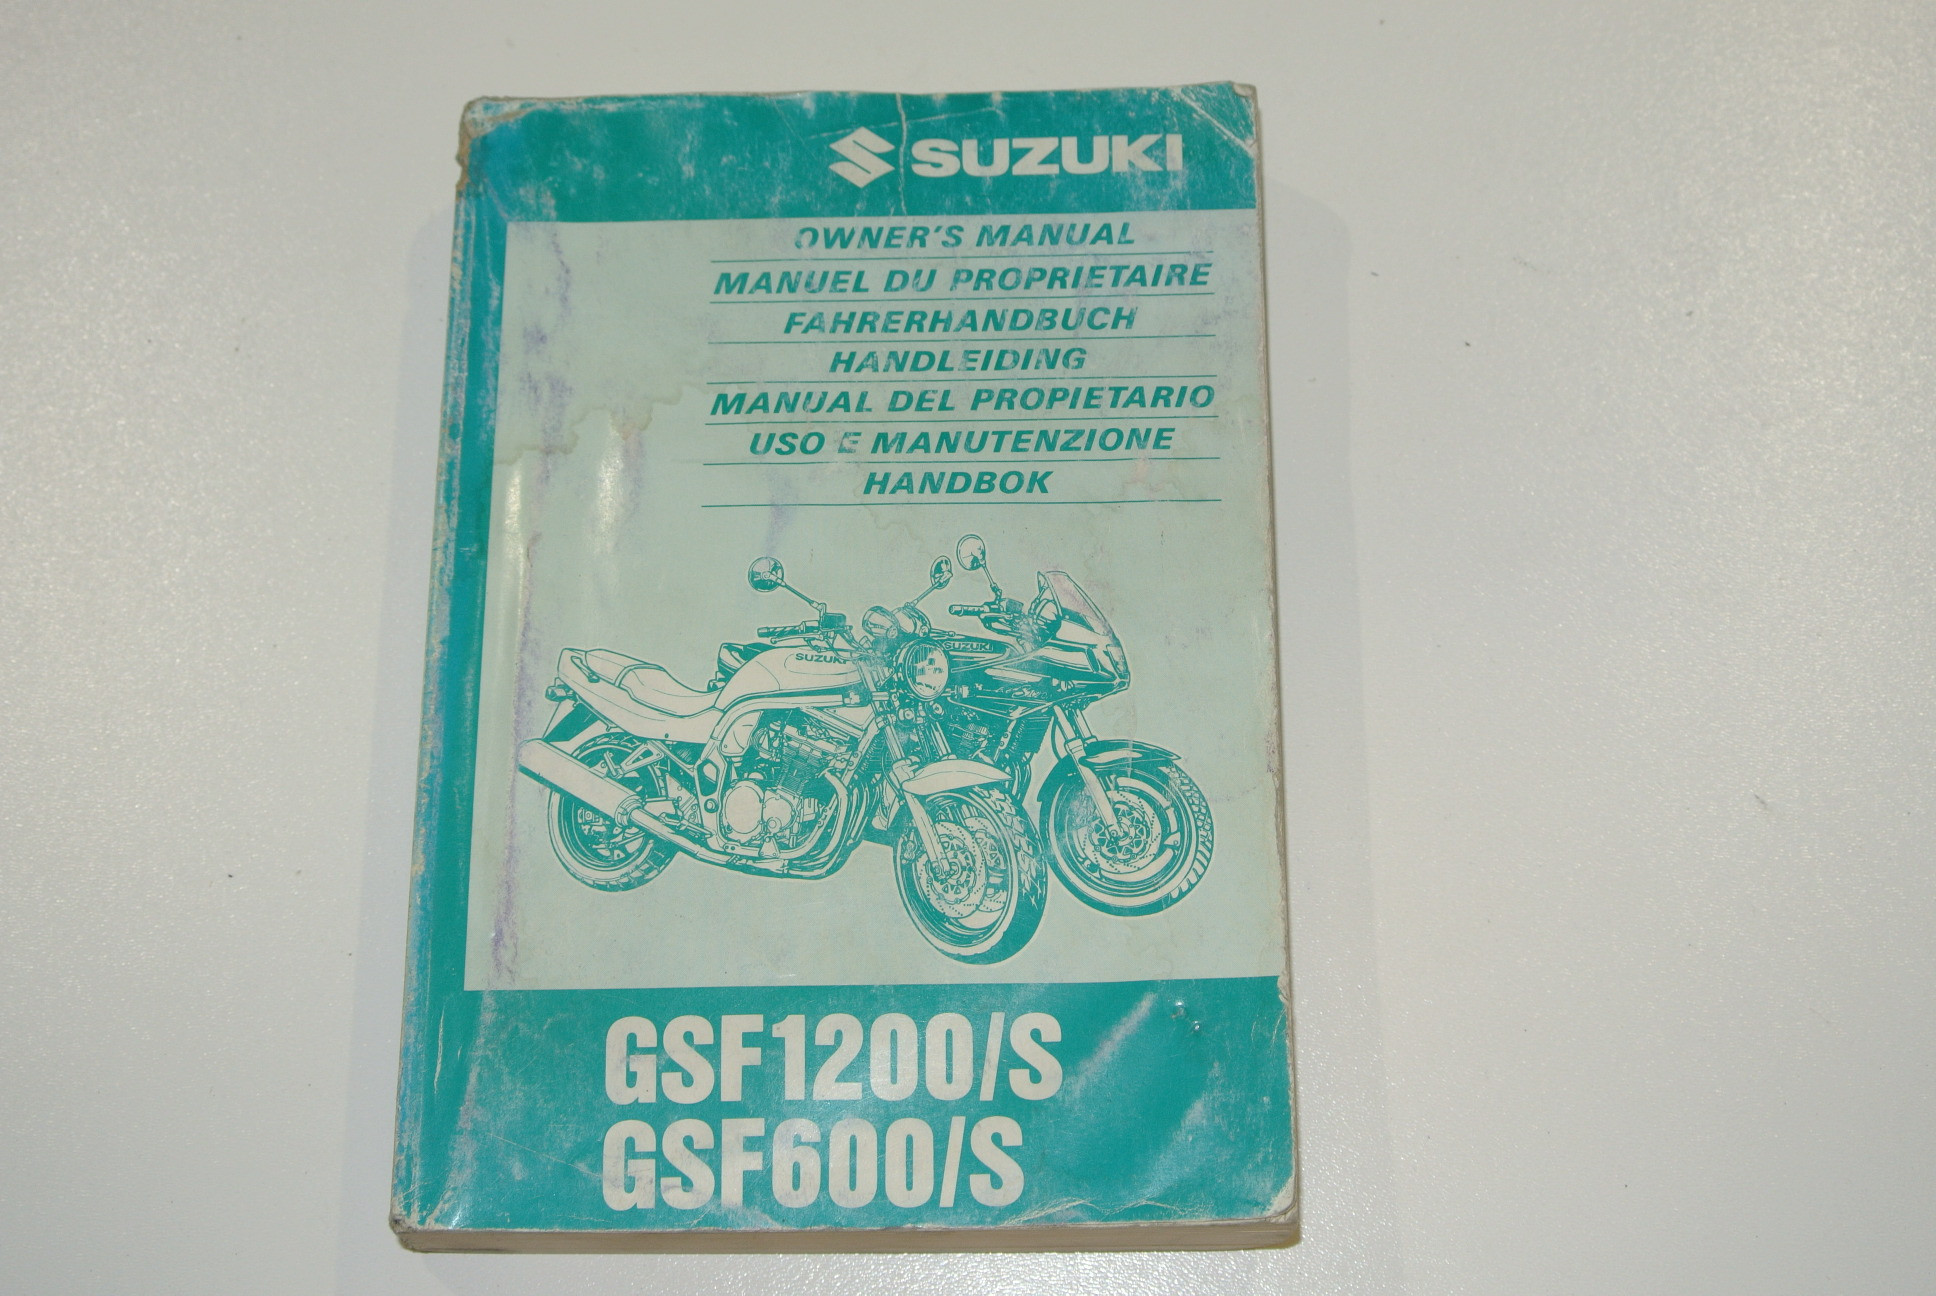 SUZUKI
OWNER'S MANUAL
MANUEL DU PROPRIETAIRE
FAHRERHANDBUCH
HANDLEIDING
MANUAL DEL PROPIETARIO
USO E MANUTENZIONE
HANDBOK
SUZUKI
SUZUKI
GSF1200/S
GSF600/S